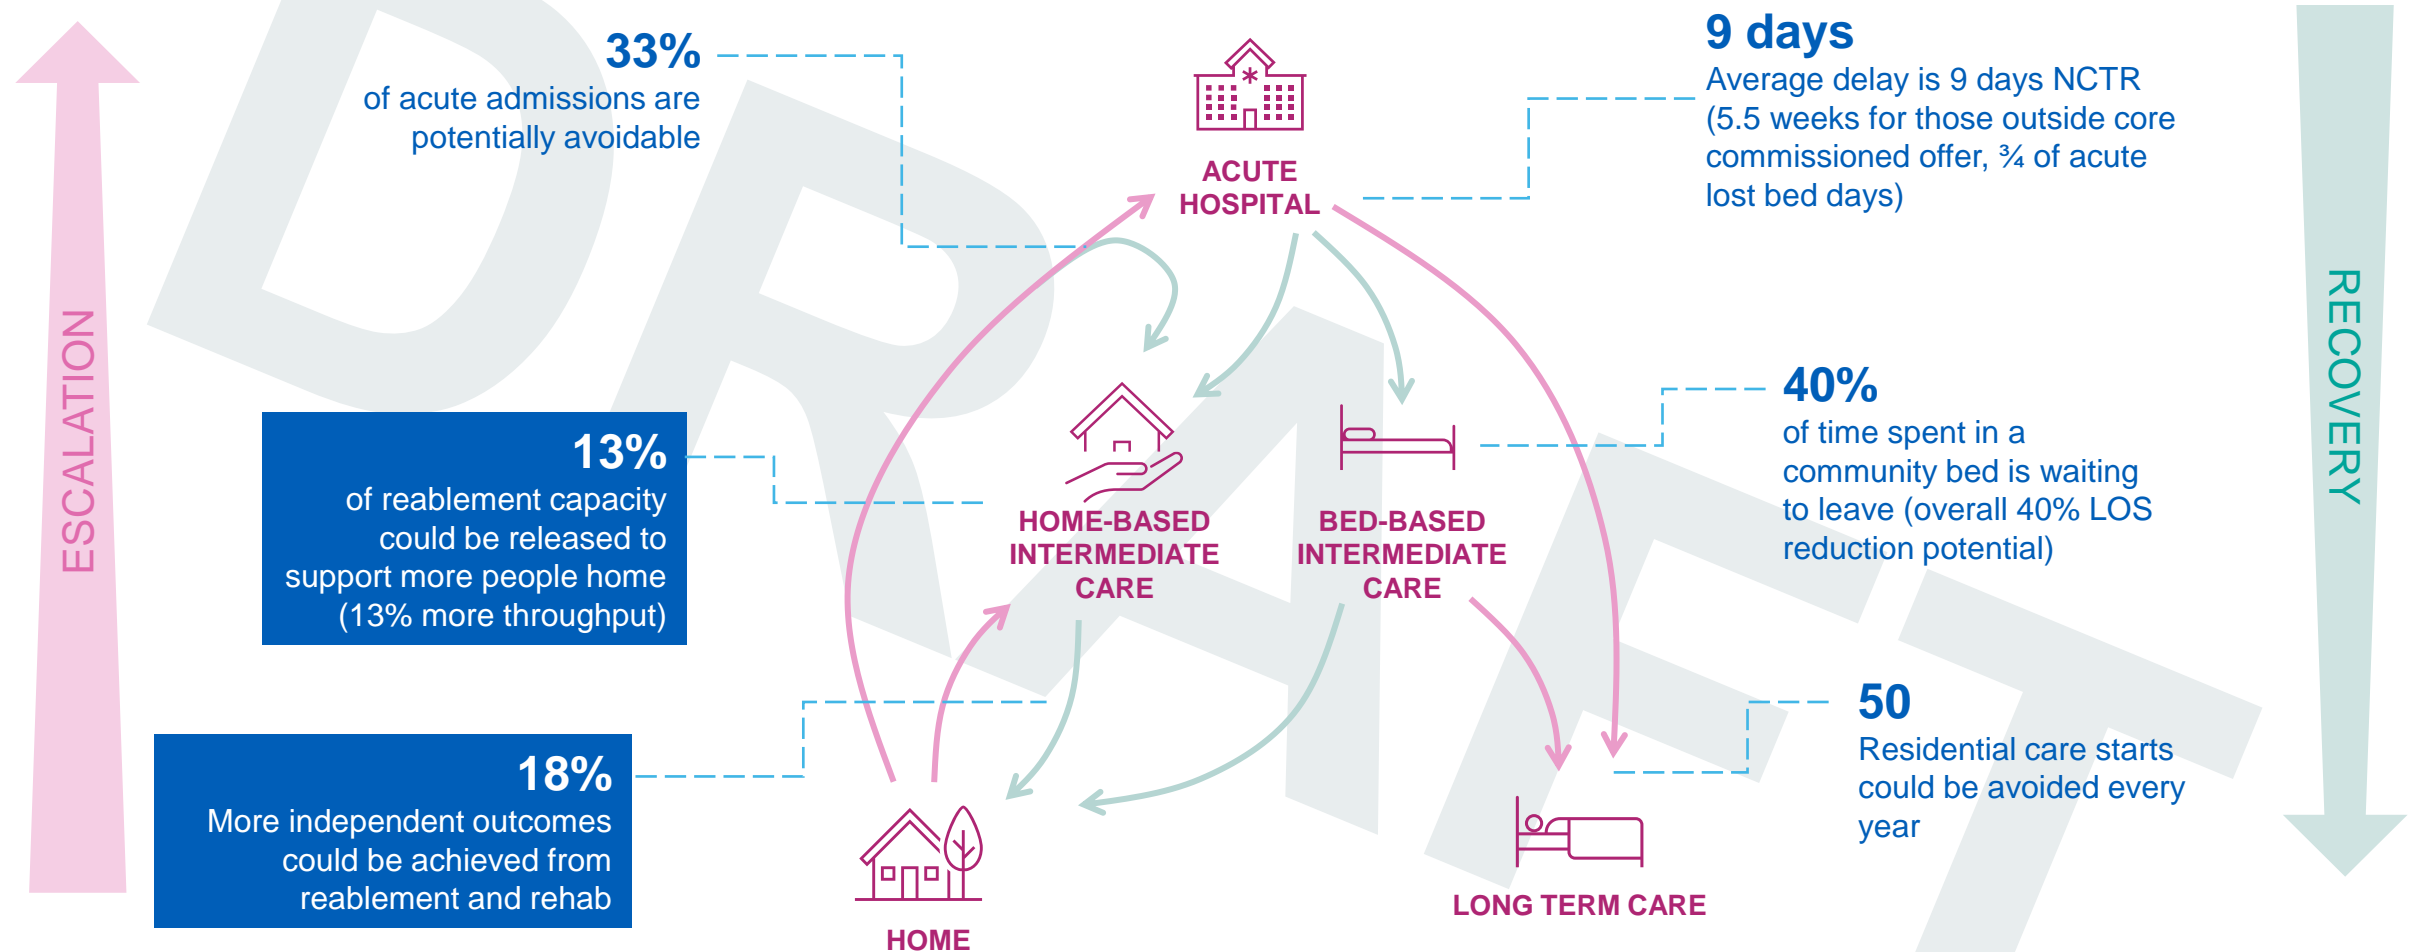 33%
of acute admissions are
potentially avoidable
9 days
Average delay is 9 days NCTR
(5.5 weeks for those outside core
commissioned offer, ¾ of acute
lost bed days)
ACUTE
HOSPITAL
ESCALATION
RECOVERY
13%
of reablement capacity
could be released to
support more people home
(13% more throughput)
40%
of time spent in a
community bed is waiting
to leave (overall 40% LOS
reduction potential)
HOME-BASED
INTERMEDIATE
CARE
BED-BASED
INTERMEDIATE
CARE
18%
More independent outcomes
could be achieved from
reablement and rehab
50
Residential care starts
could be avoided every
year
HOME
LONG TERM CARE
DRAFT